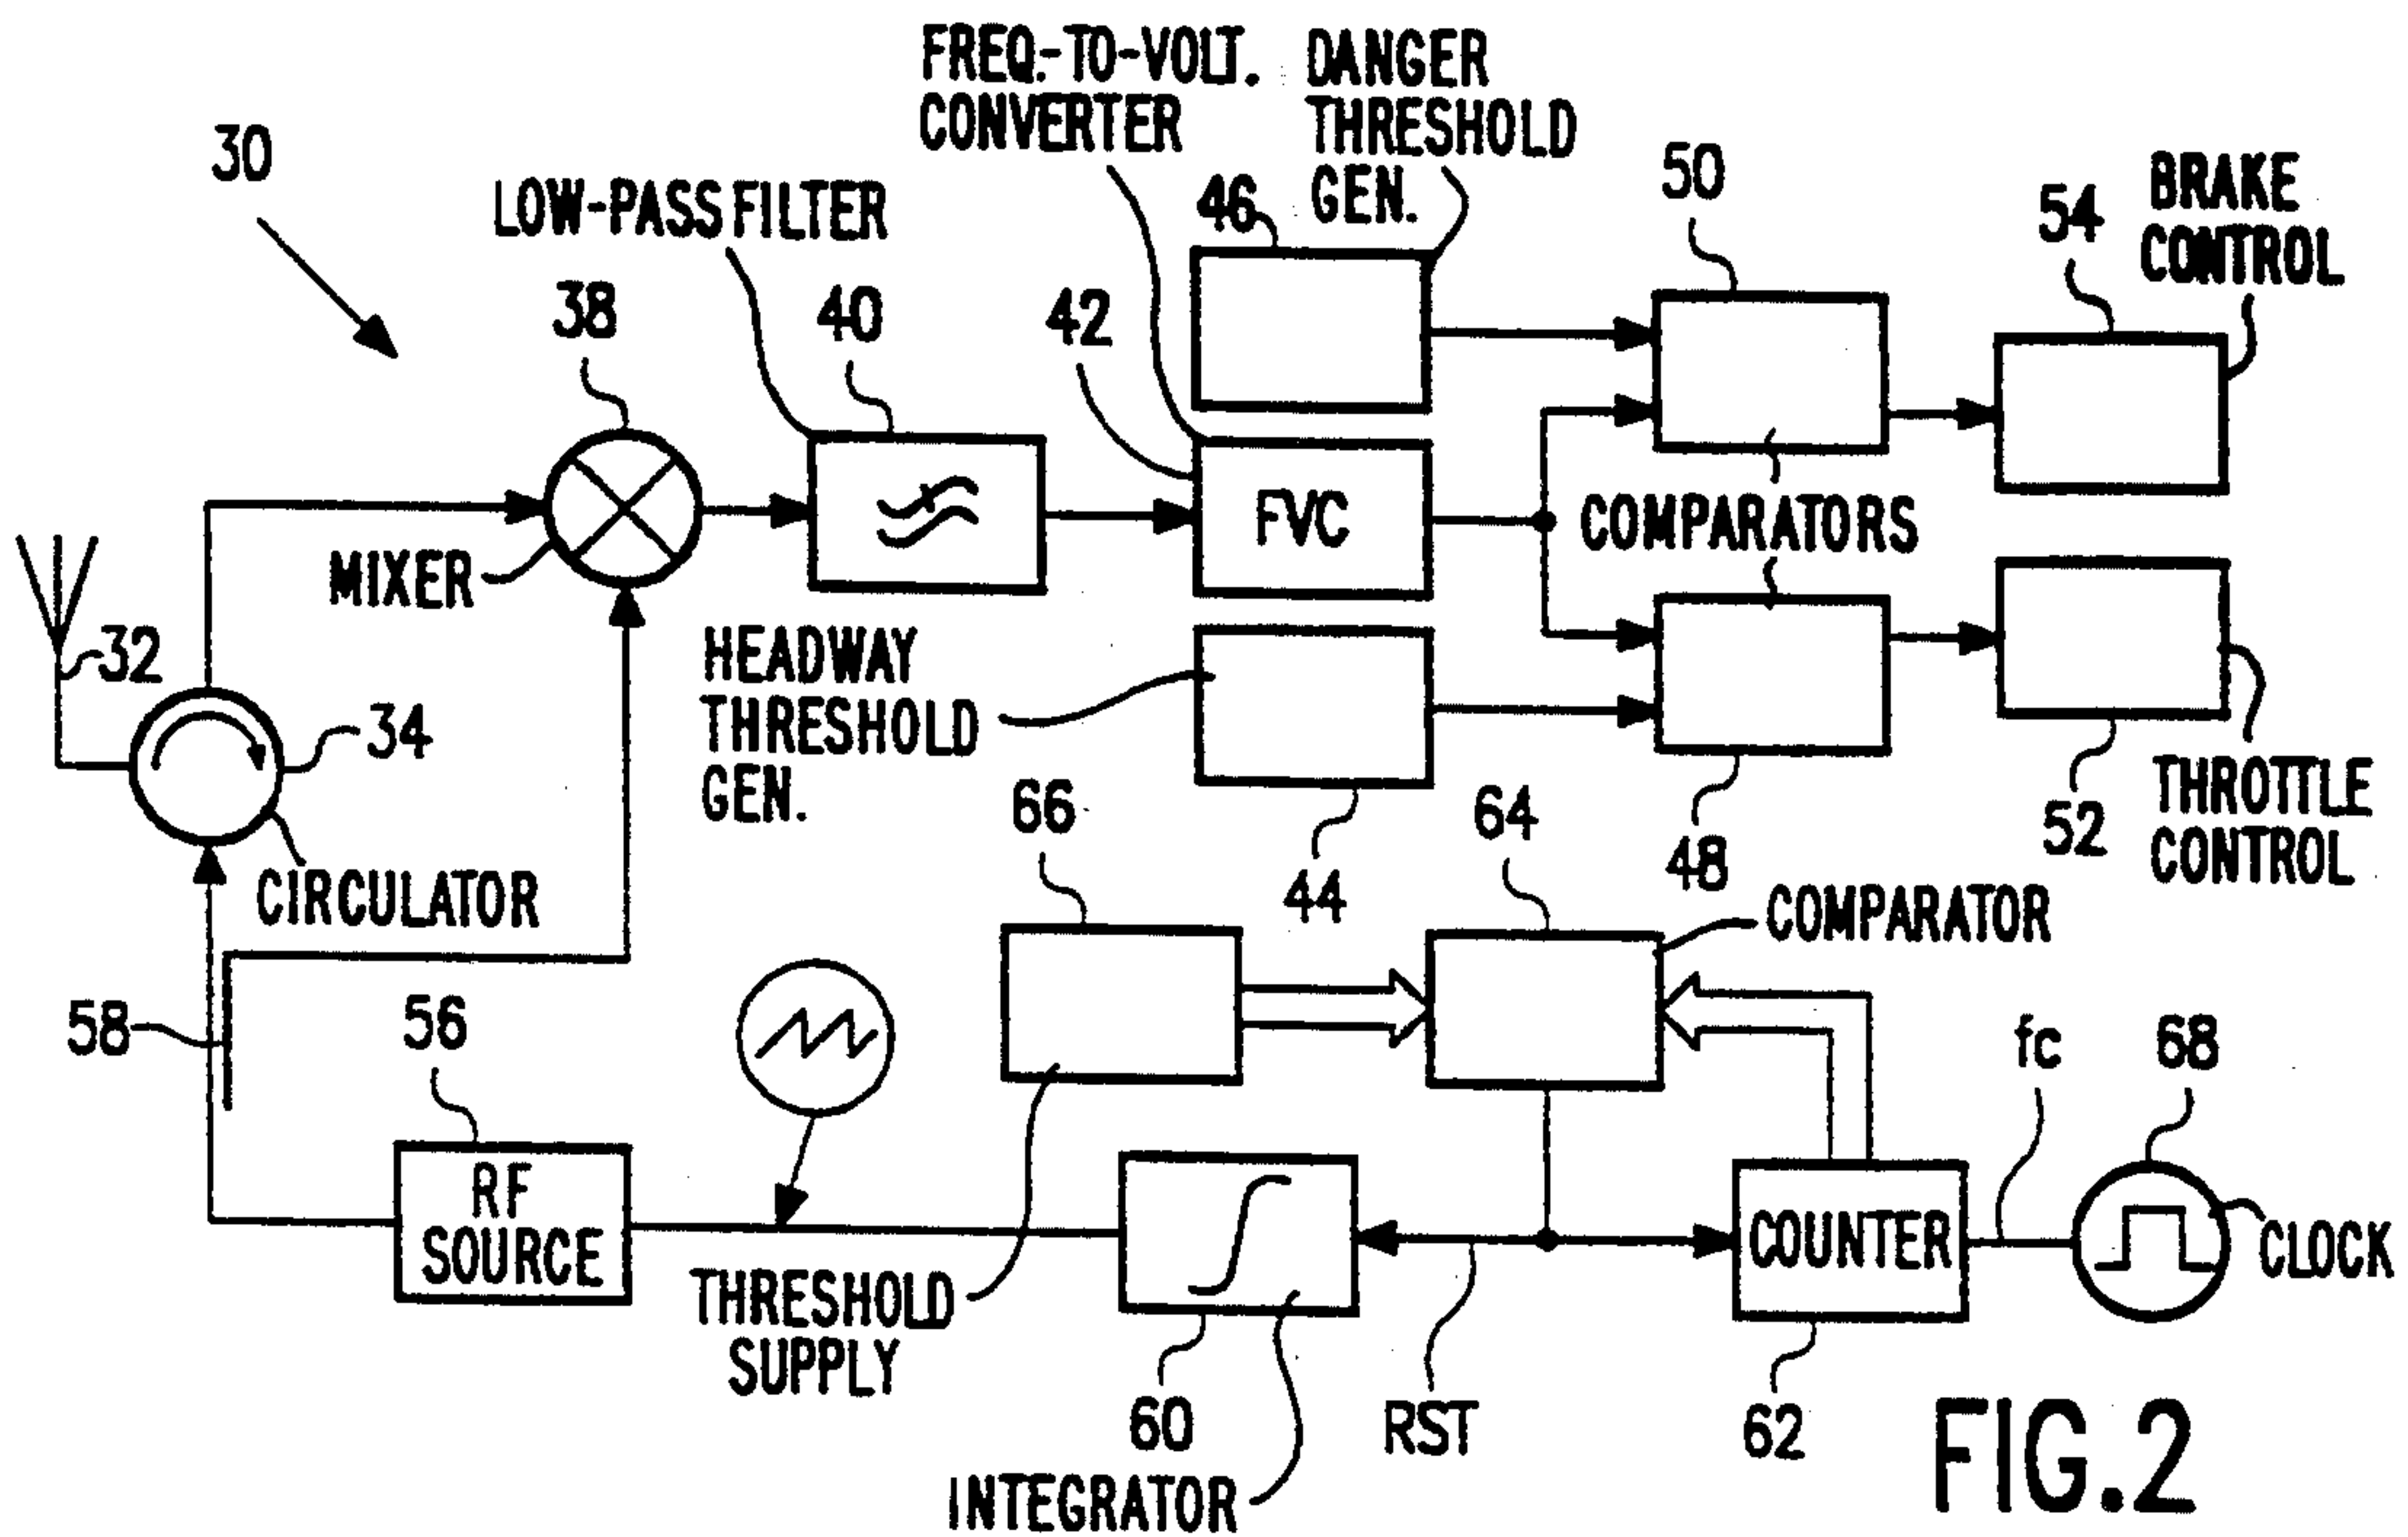 FREQ.-TO-VOLT.
CONVERTER
DANGER
THRESHOLD
GEN.
30
LOW-PASS FILTER
46
50
54
BRAKE
CONTROL
38
40
42
FVC
COMPARATORS
MIXER
32
34
HEADWAY
THRESHOLD
GEN.
CIRCULATOR
66
44
64
48
52
THROTTLE
CONTROL
COMPARATOR
58
56
fc
68
RF
SOURCE
COUNTER
CLOCK
THRESHOLD
SUPPLY
60
INTEGRATOR
RST
62
FIG.2